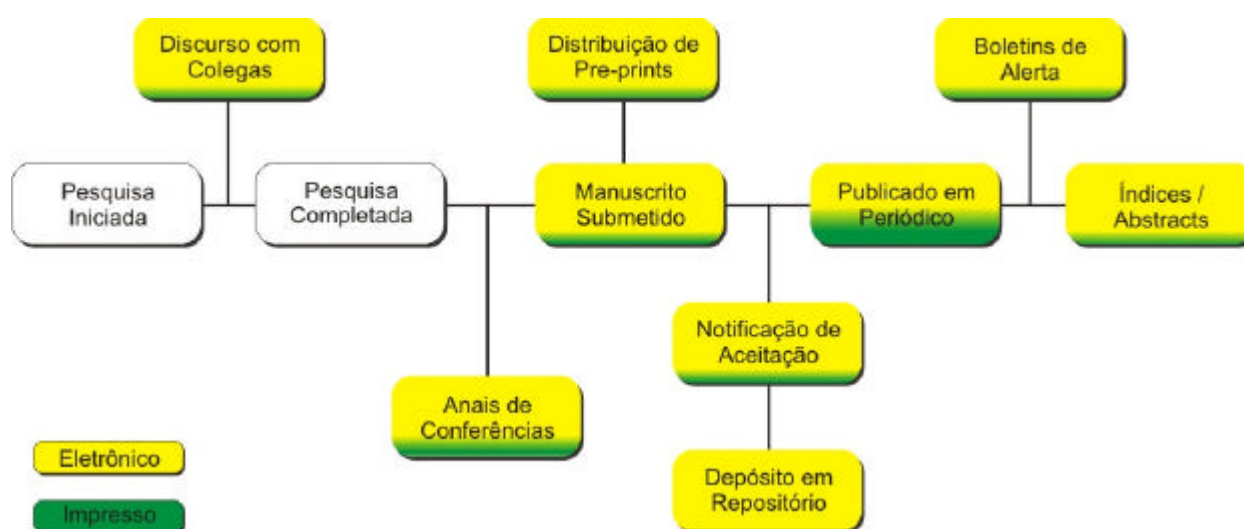 Discurso com
Colegas
Distribuição de
Pre-prints
Boletins de
Alerta
Pesquisa
Iniciada
Pesquisa
Completada
Manuscrito
Submetido
Publicado em
Periódico
Índices /
Abstracts
Notificação de
Aceitação
Anais de
Conferências
Depósito em
Repositório
Eletrônico
Impresso